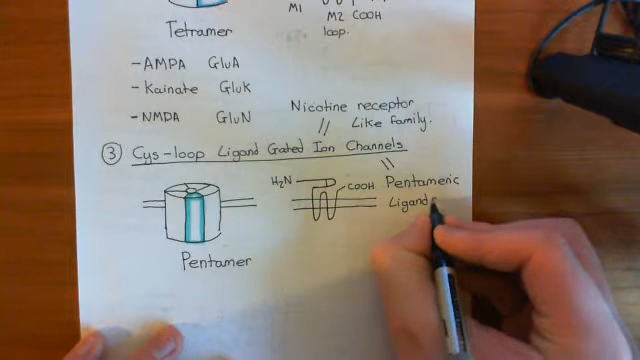 M1
M2 COOH
Tetramer
loop.
- AMPA GluA
- Kainate GluK
- NMDA GluN
Nicotine receptor
Like family.
③ Cys-loop Ligand Gated Ion Channels
H₂N
COOH
Pentameric
Ligand
Pentamer